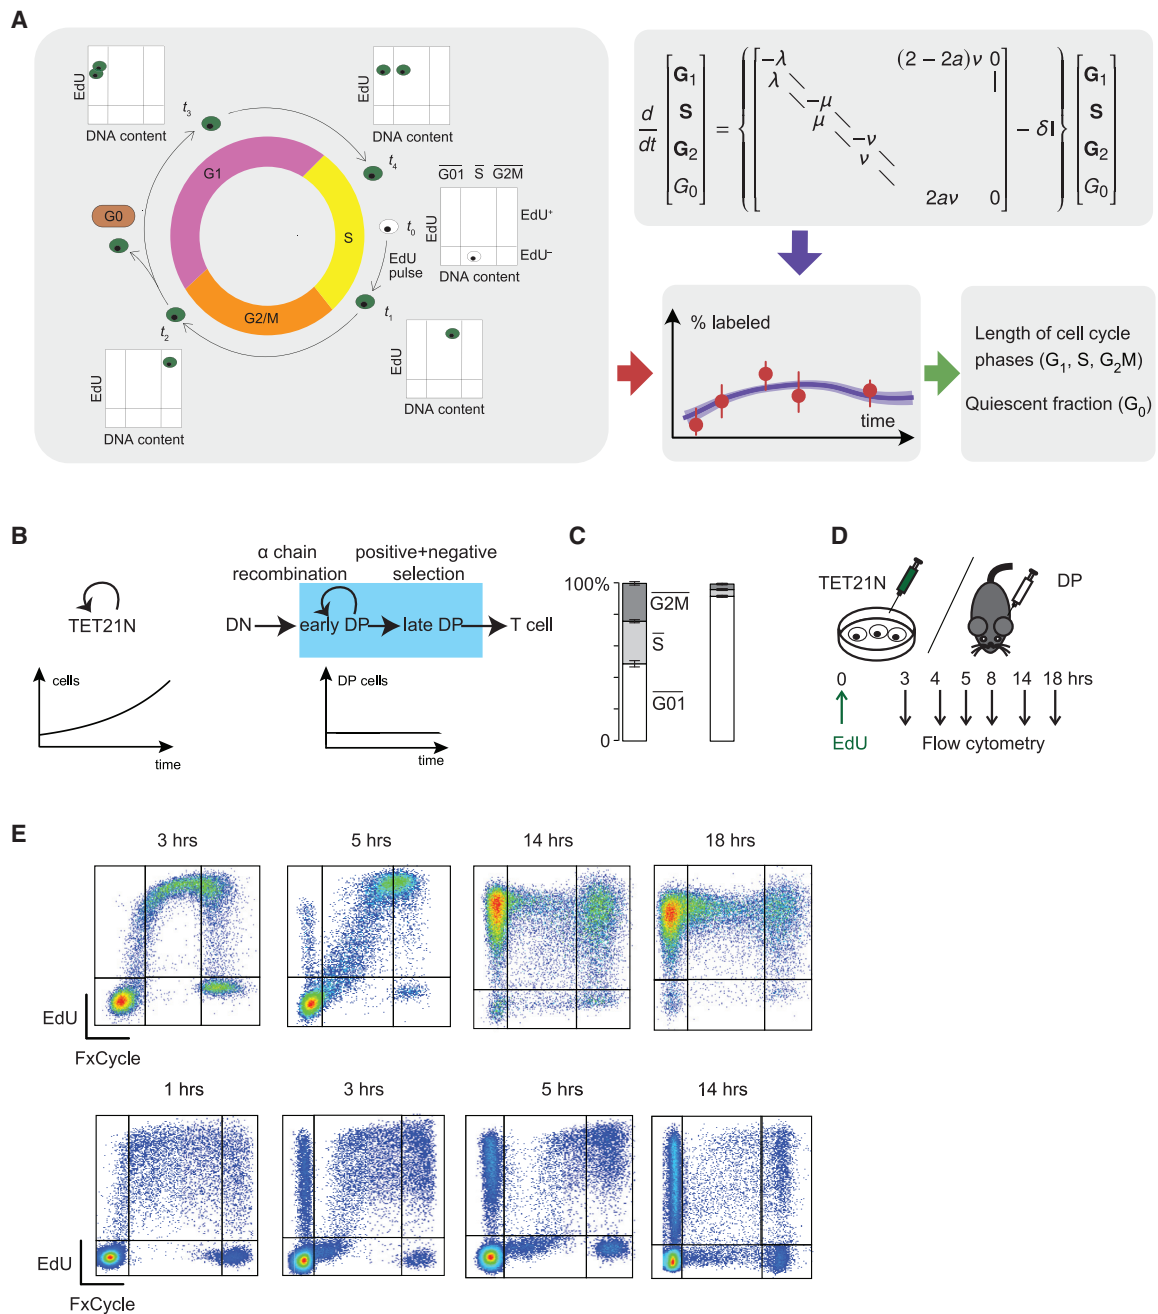 A
EdU
DNA content
t3
EdU
DNA content
t4
G1
G0
S
G2/M
t0
EdU
pulse
t1
t2
G01 S G2M
EdU
EdU+
EdU−
DNA content
EdU
DNA content
EdU
DNA content
d/dt [G1 S G2 G0] = { [−λ (2 − 2a)ν 0
λ
−μ
μ
−ν
ν
2aν 0] − δI } [G1 S G2 G0]
% labeled
time
Length of cell cycle
phases (G1, S, G2M)
Quiescent fraction (G0)
B
TET21N
cells
time
α chain
recombination
positive+negative
selection
DN
early DP
late DP
T cell
DP cells
time
C
100%
0
G2M
S
G01
D
TET21N
DP
0 3 4 5 8 14 18 hrs
EdU
Flow cytometry
E
3 hrs
5 hrs
14 hrs
18 hrs
EdU
FxCycle
1 hrs
3 hrs
5 hrs
14 hrs
EdU
FxCycle